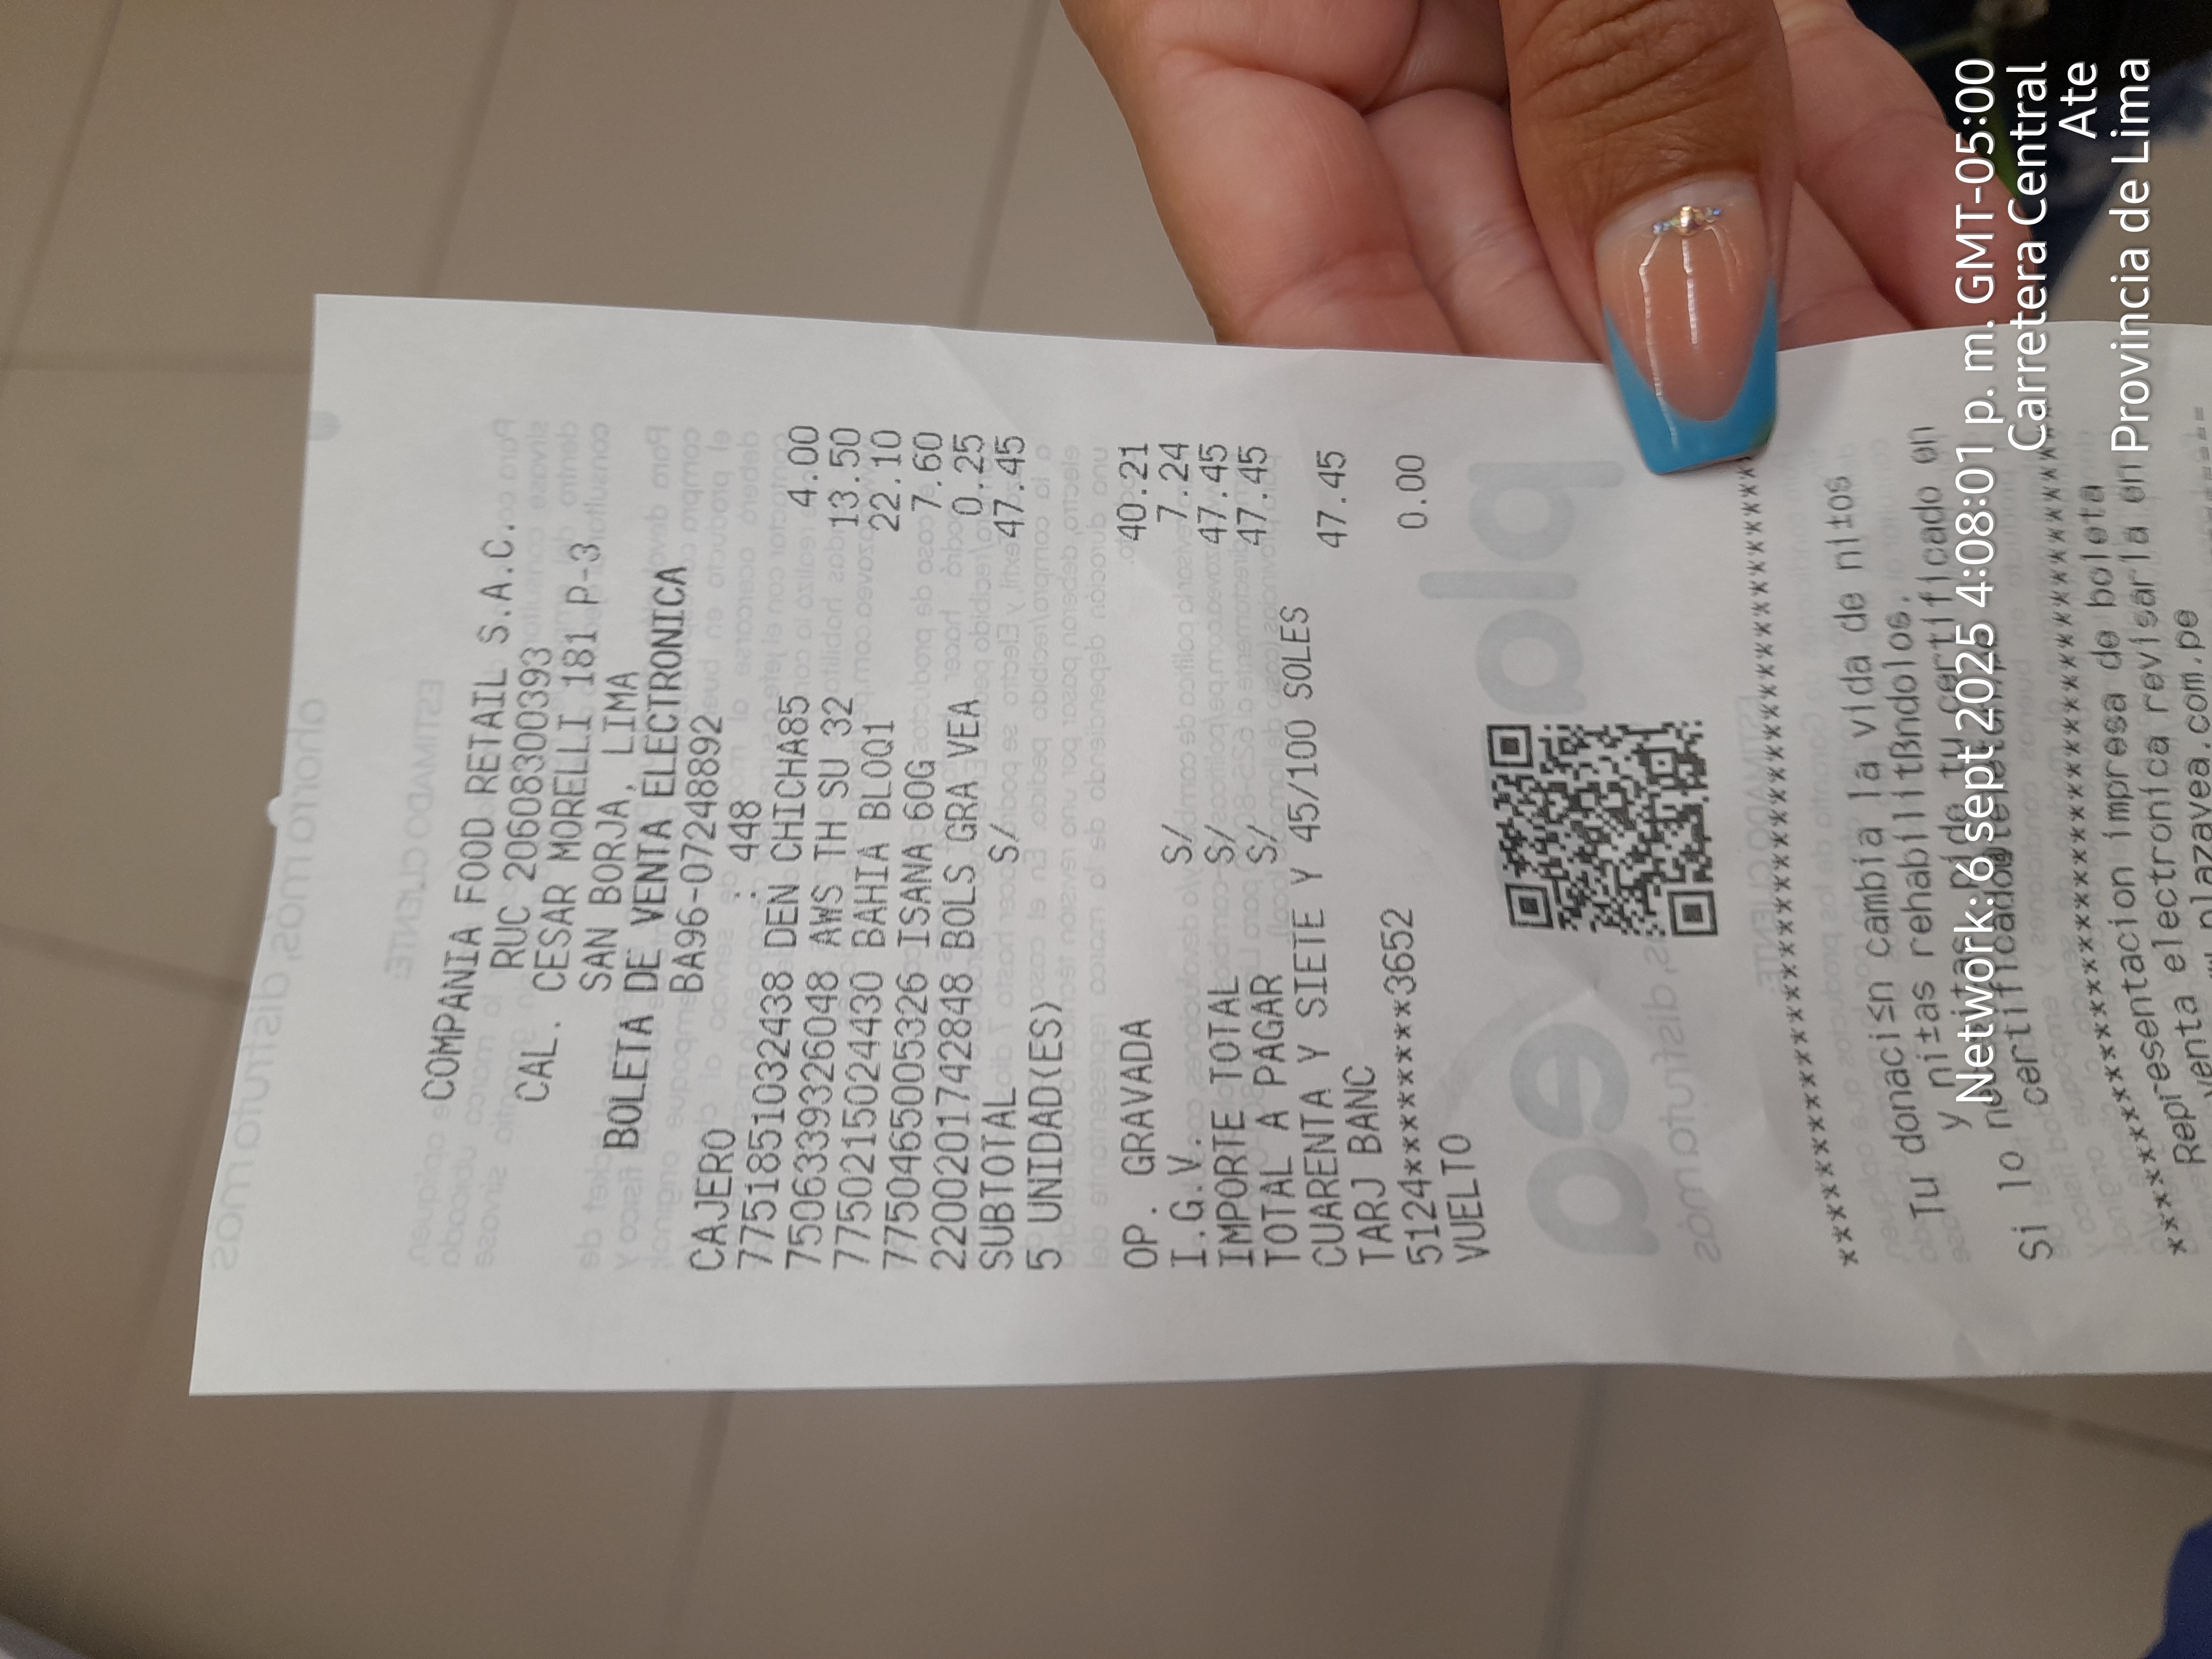 COMPANIA FOOD RETAIL S.A.C.
RUC 20608300393
CAL. CESAR MORELLI 181 P-3
SAN BORJA, LIMA
BOLETA DE VENTA ELECTRONICA
BA96-07248892
CAJERO : 448
7751851032438 DEN CHICHA85 4.00
7506339326048 AWS TH SU 32 13.50
7750215024430 BAHIA BLOQ1 22.10
7750465005326 ISANA 60G 7.60
2200201742848 BOLS GRA VEA 0.25
SUBTOTAL S/ 47.45
5 UNIDAD(ES)
OP. GRAVADA 40.21
I.G.V. S/ 7.24
IMPORTE TOTAL S/ 47.45
TOTAL A PAGAR S/ 47.45
CUARENTA Y SIETE Y 45/100 SOLES
TARJ BANC 47.45
5124********3652
VUELTO 0.00
******************************************
Tu donaci≤n cambia la vida de ni±os
y ni±as rehabilitßndolos.
Si lo necesitas, pide tu certificado en
certificado@teleton.pe
******************************************
Representacion impresa de boleta
venta electronica revisarla en
plazavea.com.pe
Network: 6 sept 2025 4:08:01 p. m. GMT-05:00
Carretera Central
Ate
Provincia de Lima